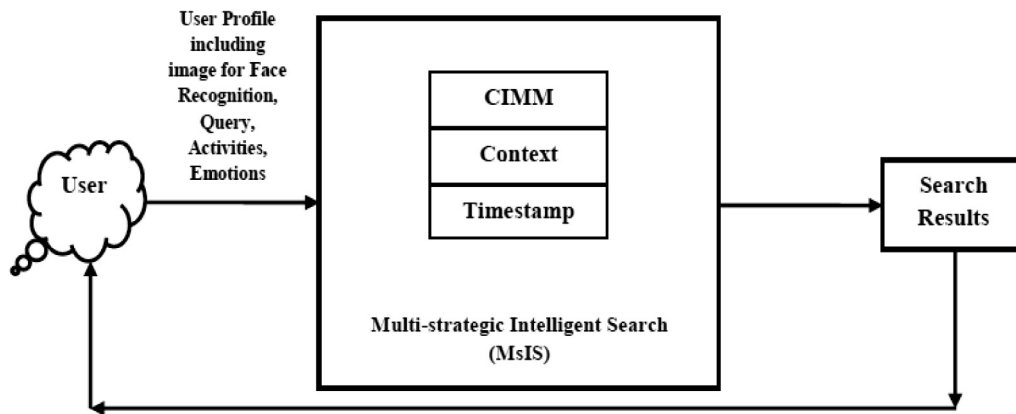 User Profile
including
image for Face
Recognition,
Query,
Activities,
Emotions
User
CIMM
Context
Timestamp
Multi-strategic Intelligent Search
(MsIS)
Search
Results